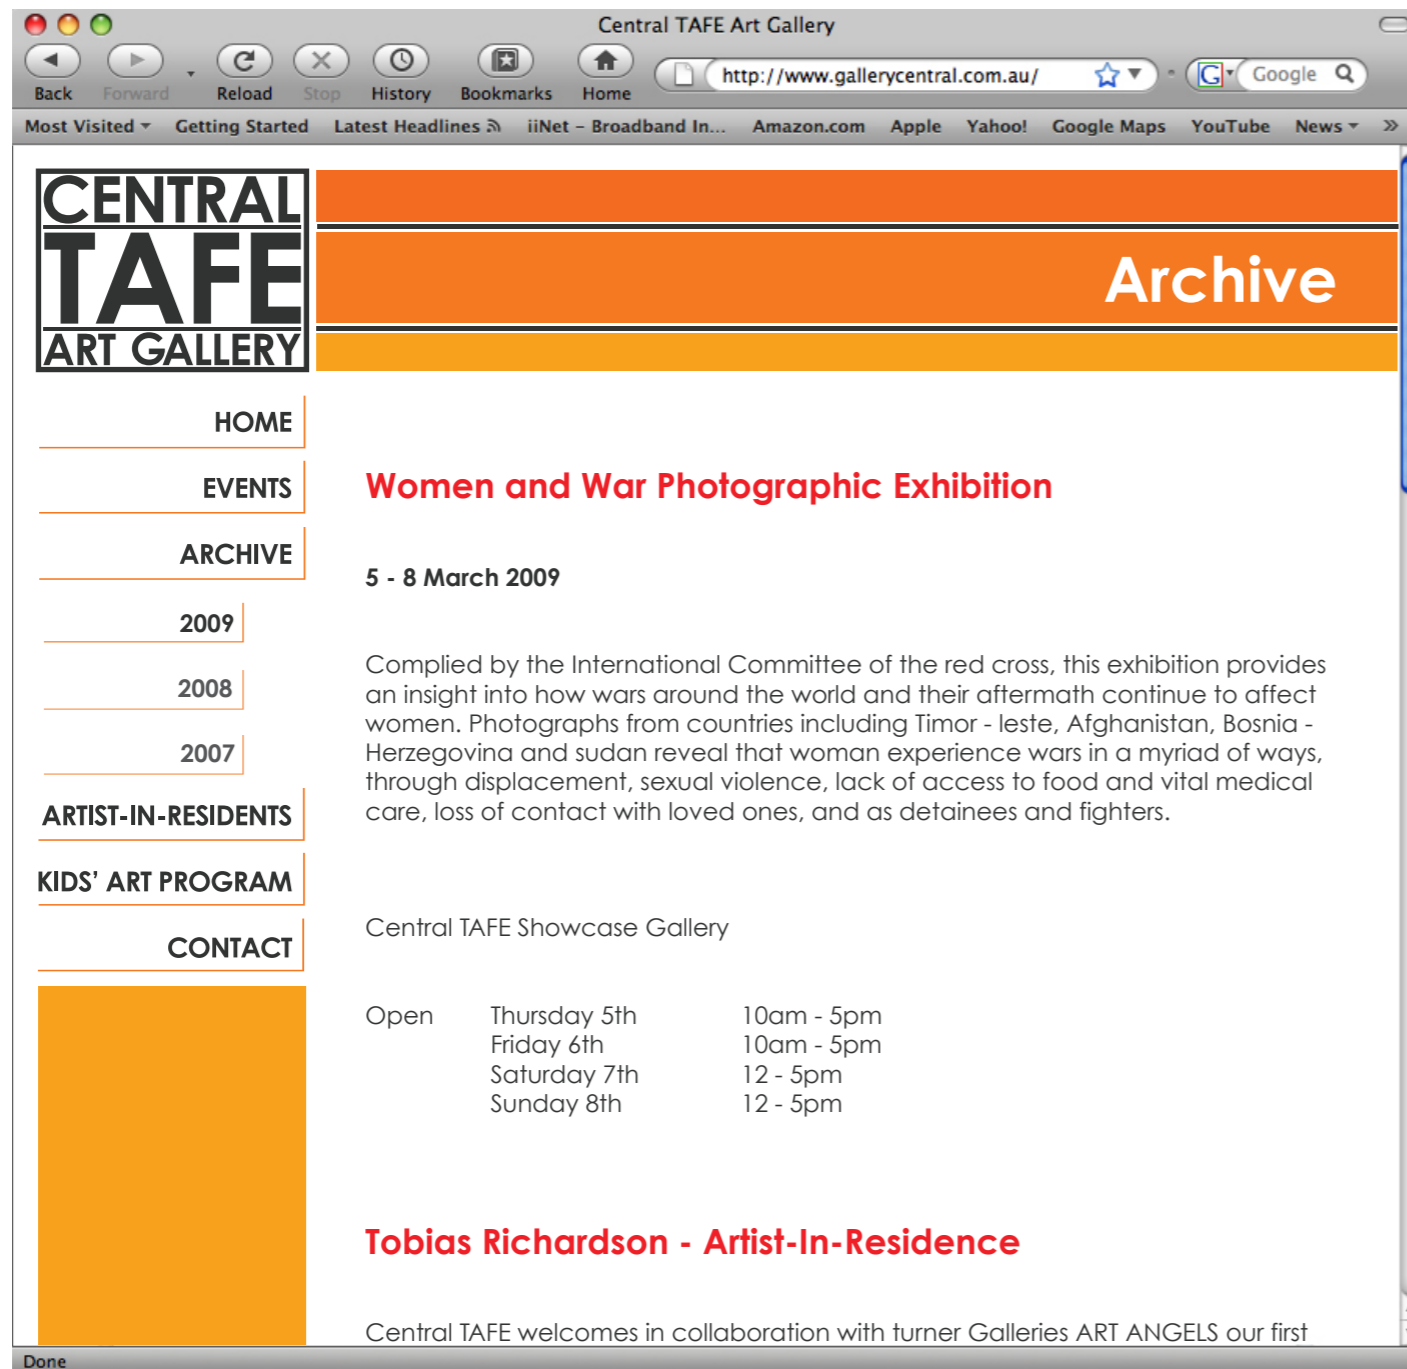 Central TAFE Art Gallery
Back Forward Reload Stop History Bookmarks Home http://www.gallerycentral.com.au/ G Google
Most Visited Getting Started Latest Headlines iiNet – Broadband In... Amazon.com Apple Yahoo! Google Maps YouTube News »
CENTRAL
TAFE
ART GALLERY
Archive
HOME
EVENTS
ARCHIVE
2009
2008
2007
ARTIST-IN-RESIDENTS
KIDS’ ART PROGRAM
CONTACT
Women and War Photographic Exhibition
5 - 8 March 2009
Complied by the International Committee of the red cross, this exhibition provides
an insight into how wars around the world and their aftermath continue to affect
women. Photographs from countries including Timor - leste, Afghanistan, Bosnia -
Herzegovina and sudan reveal that woman experience wars in a myriad of ways,
through displacement, sexual violence, lack of access to food and vital medical
care, loss of contact with loved ones, and as detainees and fighters.
Central TAFE Showcase Gallery
Open Thursday 5th 10am - 5pm
Friday 6th 10am - 5pm
Saturday 7th 12 - 5pm
Sunday 8th 12 - 5pm
Tobias Richardson - Artist-In-Residence
Central TAFE welcomes in collaboration with turner Galleries ART ANGELS our first
Done